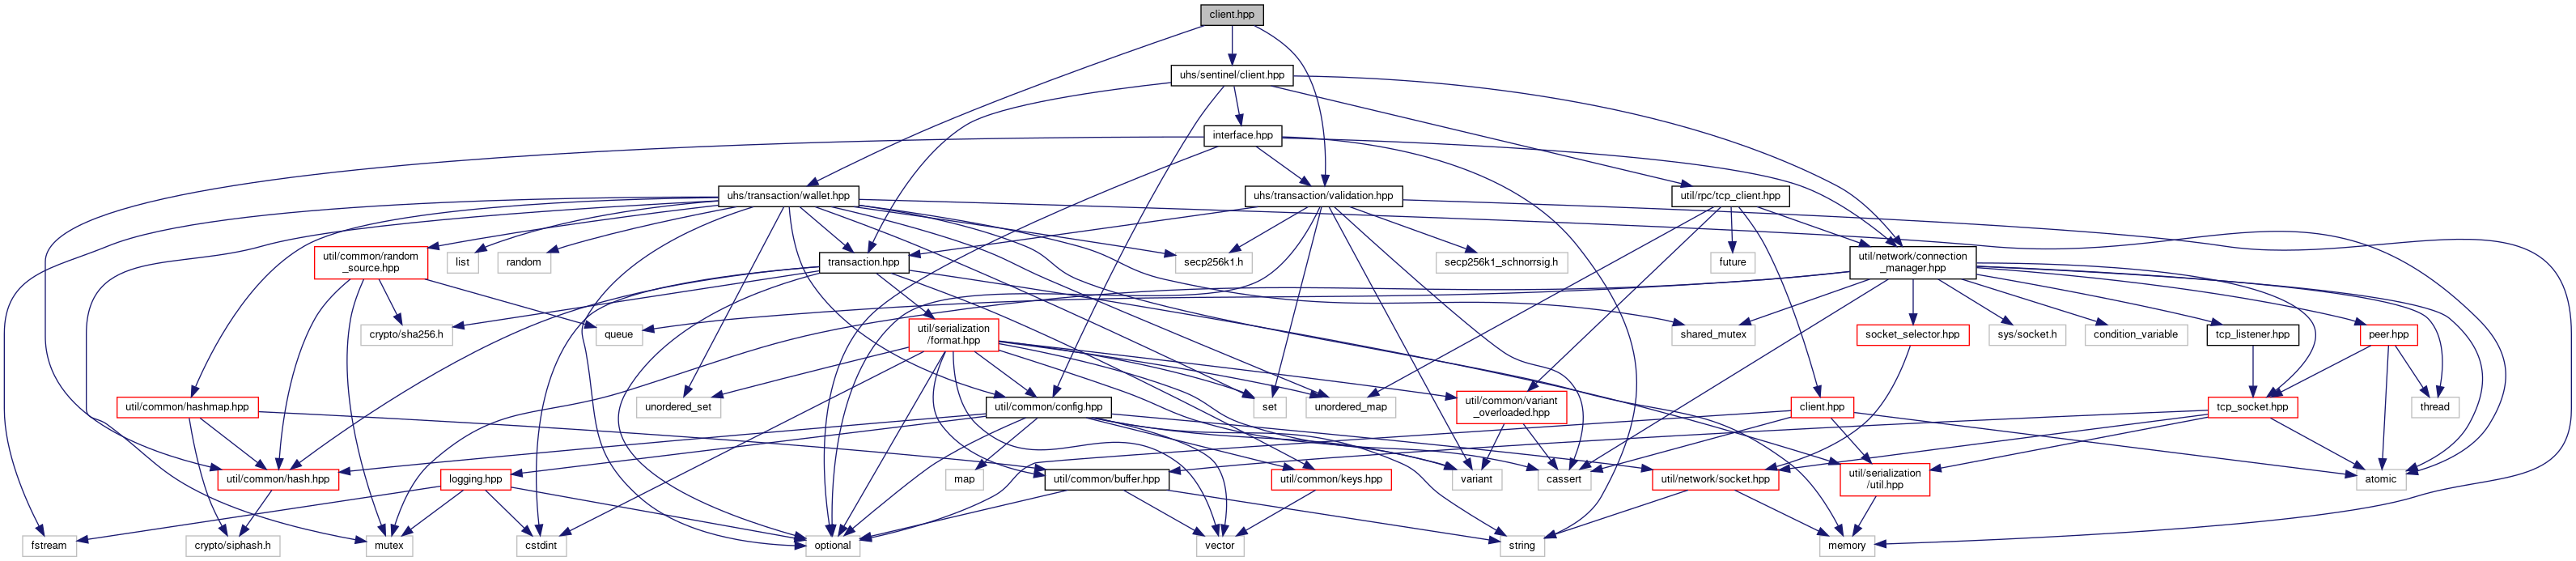 client.hpp
uhs/sentinel/client.hpp
interface.hpp
uhs/transaction/wallet.hpp
uhs/transaction/validation.hpp
util/rpc/tcp_client.hpp
util/common/random
_source.hpp
list
random
transaction.hpp
secp256k1.h
secp256k1_schnorrsig.h
future
util/network/connection
_manager.hpp
crypto/sha256.h
queue
util/serialization
/format.hpp
shared_mutex
socket_selector.hpp
sys/socket.h
condition_variable
tcp_listener.hpp
peer.hpp
util/common/hashmap.hpp
unordered_set
util/common/config.hpp
set
unordered_map
util/common/variant
_overloaded.hpp
client.hpp
tcp_socket.hpp
thread
util/common/hash.hpp
logging.hpp
map
util/common/buffer.hpp
util/common/keys.hpp
variant
cassert
util/network/socket.hpp
util/serialization
/util.hpp
atomic
fstream
crypto/siphash.h
mutex
cstdint
optional
vector
string
memory